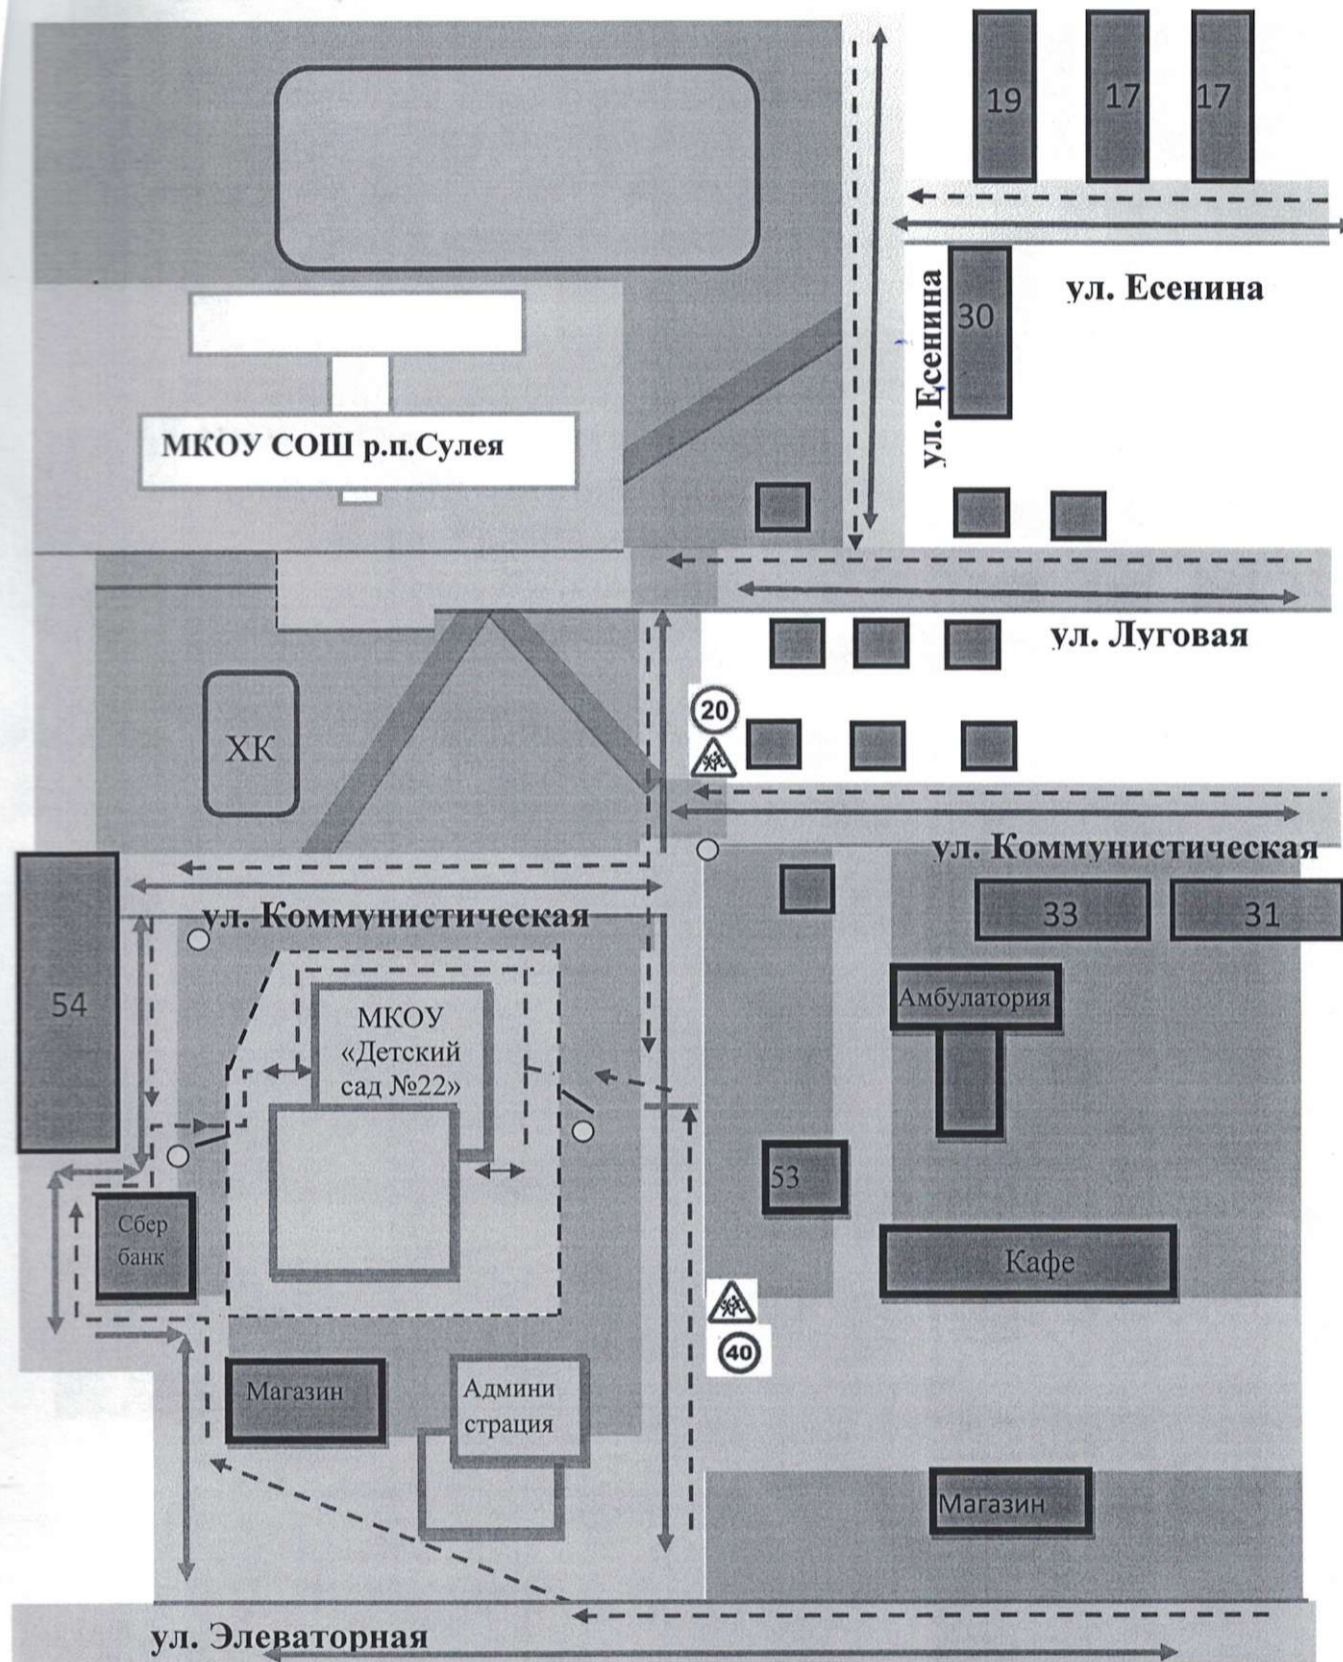 19
17
17
ул. Есенина
ул. Есенина
30
МКОУ СОШ р.п.Сулея
ул. Луговая
20
ХК
ул. Коммунистическая
ул. Коммунистическая
33
31
54
МКОУ
«Детский
сад №22»
Амбулатория
53
Сбер
банк
Кафе
40
Магазин
Админи
страция
Магазин
ул. Элеваторная